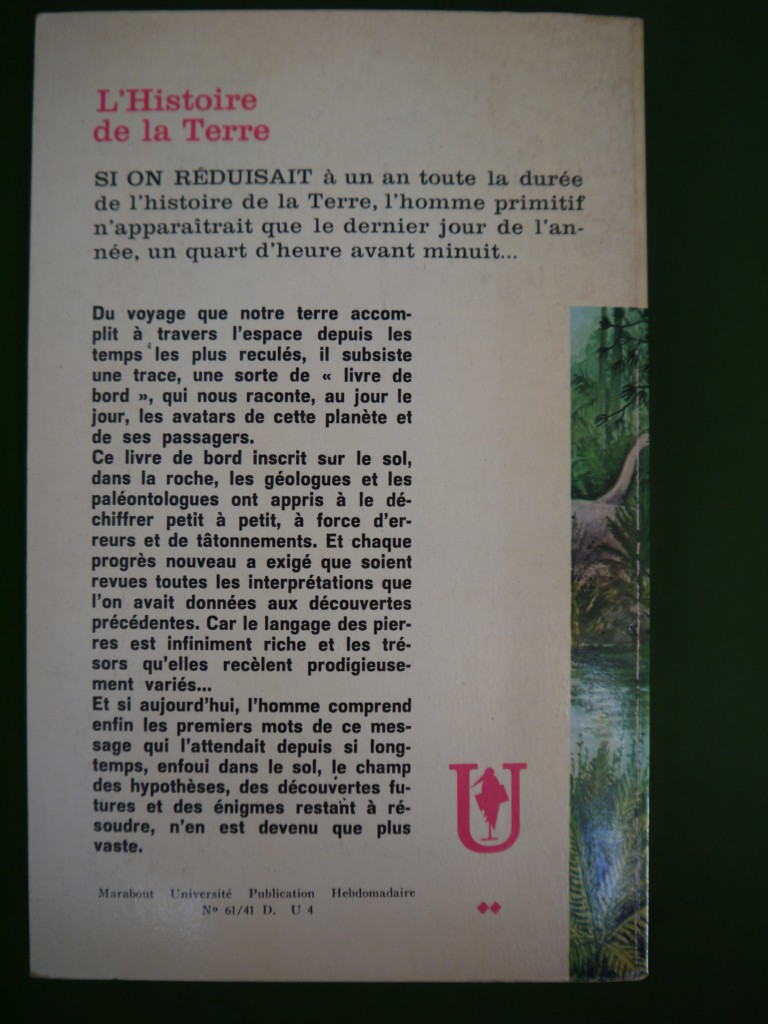 L'Histoire
de la Terre
SI ON RÉDUISAIT à un an toute la durée
de l'histoire de la Terre, l'homme primitif
n'apparaîtrait que le dernier jour de l'an-
née, un quart d'heure avant minuit...
Du voyage que notre terre accom-
plit à travers l'espace depuis les
temps les plus reculés, il subsiste
une trace, une sorte de « livre de
bord », qui nous raconte, au jour le
jour, les avatars de cette planète et
de ses passagers.
Ce livre de bord inscrit sur le sol,
dans la roche, les géologues et les
paléontologues ont appris à le dé-
chiffrer petit à petit, à force d'er-
reurs et de tâtonnements. Et chaque
progrès nouveau a exigé que soient
revues toutes les interprétations que
l'on avait données aux découvertes
précédentes. Car le langage des pier-
res est infiniment riche et les tré-
sors qu'elles recèlent prodigieuse-
ment variés...
Et si aujourd'hui, l'homme comprend
enfin les premiers mots de ce mes-
sage qui l'attendait depuis si long-
temps, enfoui dans le sol, le champ
des hypothèses, des découvertes fu-
tures et des énigmes restant à ré-
soudre, n'en est devenu que plus
vaste.
U
Marabout Université Publication Hebdomadaire
Nº 61/41 D. U 4